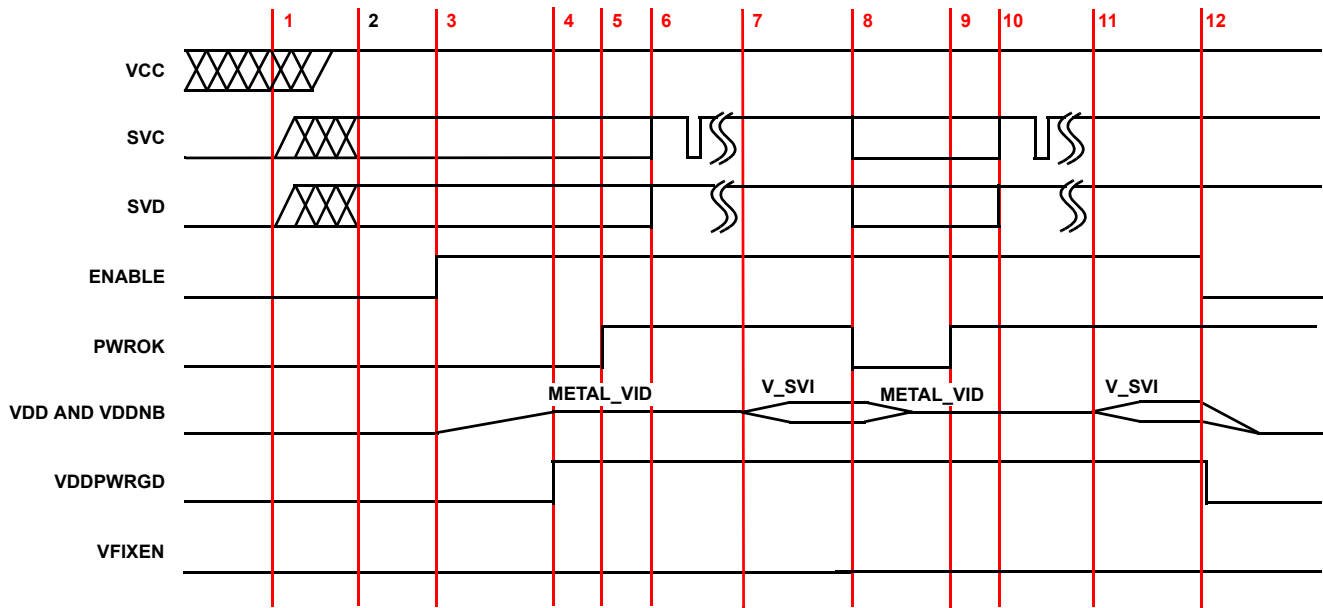 1 2 3 4 5 6 7 8 9 10 11 12
VCC
SVC
SVD
ENABLE
PWROK
METAL_VID V_SVI METAL_VID V_SVI
VDD AND VDDNB
VDDPWRGD
VFIXEN